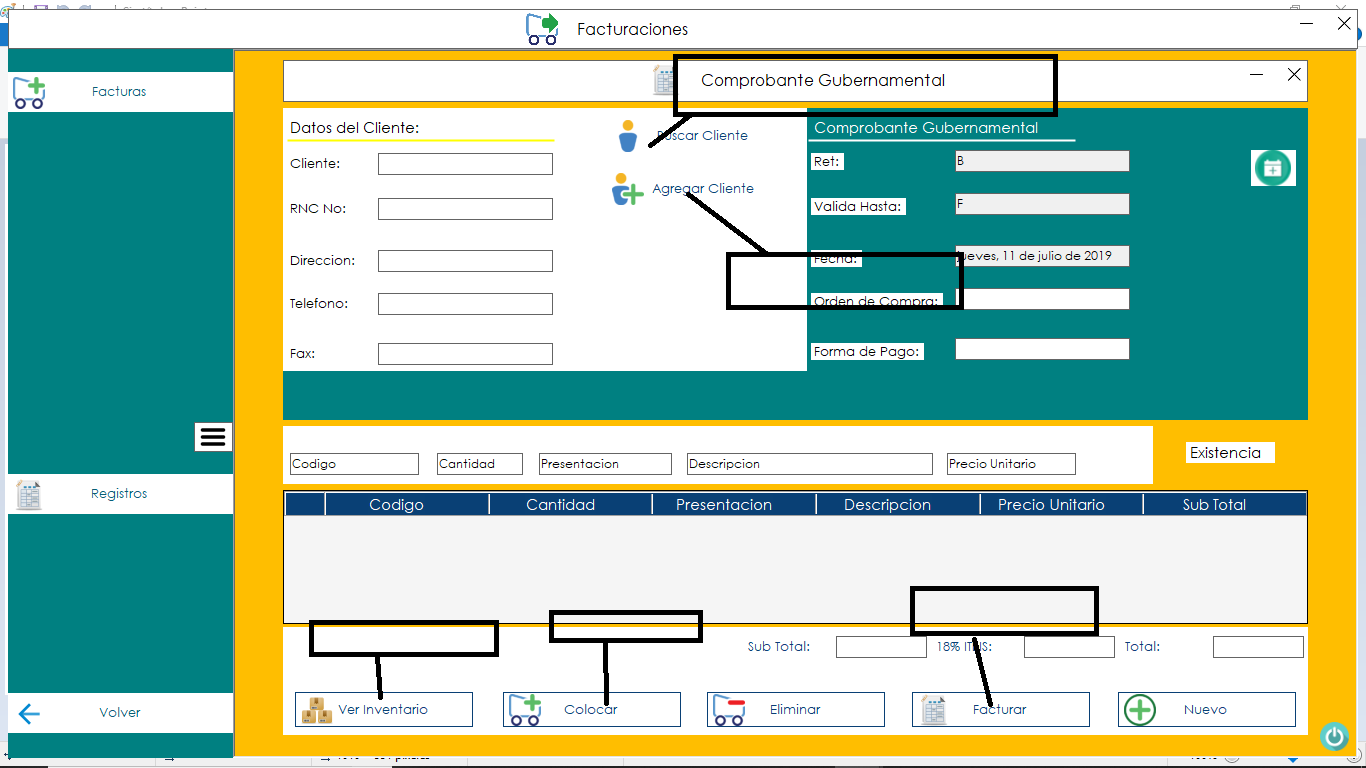 Facturaciones
Facturas
Comprobante Gubernamental
Datos del Cliente:
Buscar Cliente
Comprobante Gubernamental
Cliente:
Ref:
B
Agregar Cliente
RNC No:
Valida Hasta:
F
Direccion:
Fecha:
jueves, 11 de julio de 2019
Telefono:
Orden de Compra:
Fax:
Forma de Pago:
Existencia
Codigo
Cantidad
Presentacion
Descripcion
Precio Unitario
Registros
Codigo
Cantidad
Presentacion
Descripcion
Precio Unitario
Sub Total
Sub Total:
18% ITBIS:
Total:
Volver
Ver Inventario
Colocar
Eliminar
Facturar
Nuevo